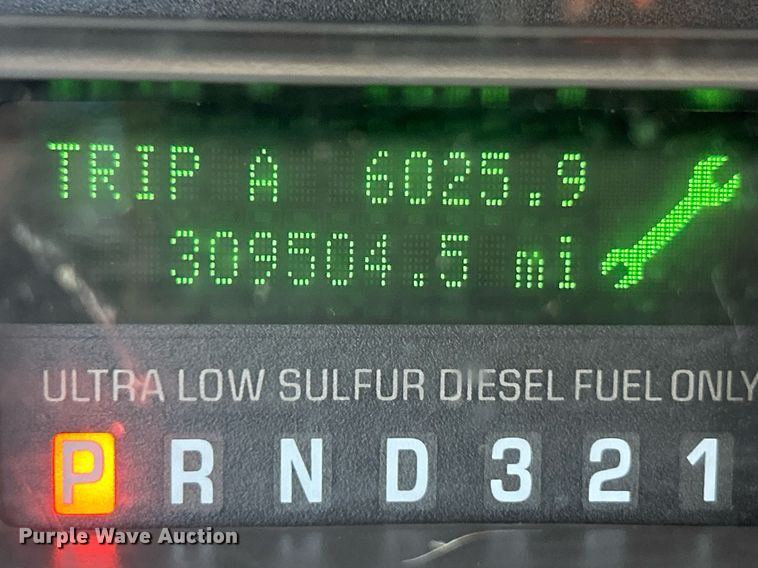 TRIP A 6025.9
309504.5 mi
ULTRA LOW SULFUR DIESEL FUEL ONLY
P R N D 3 2 1
Purple Wave Auction